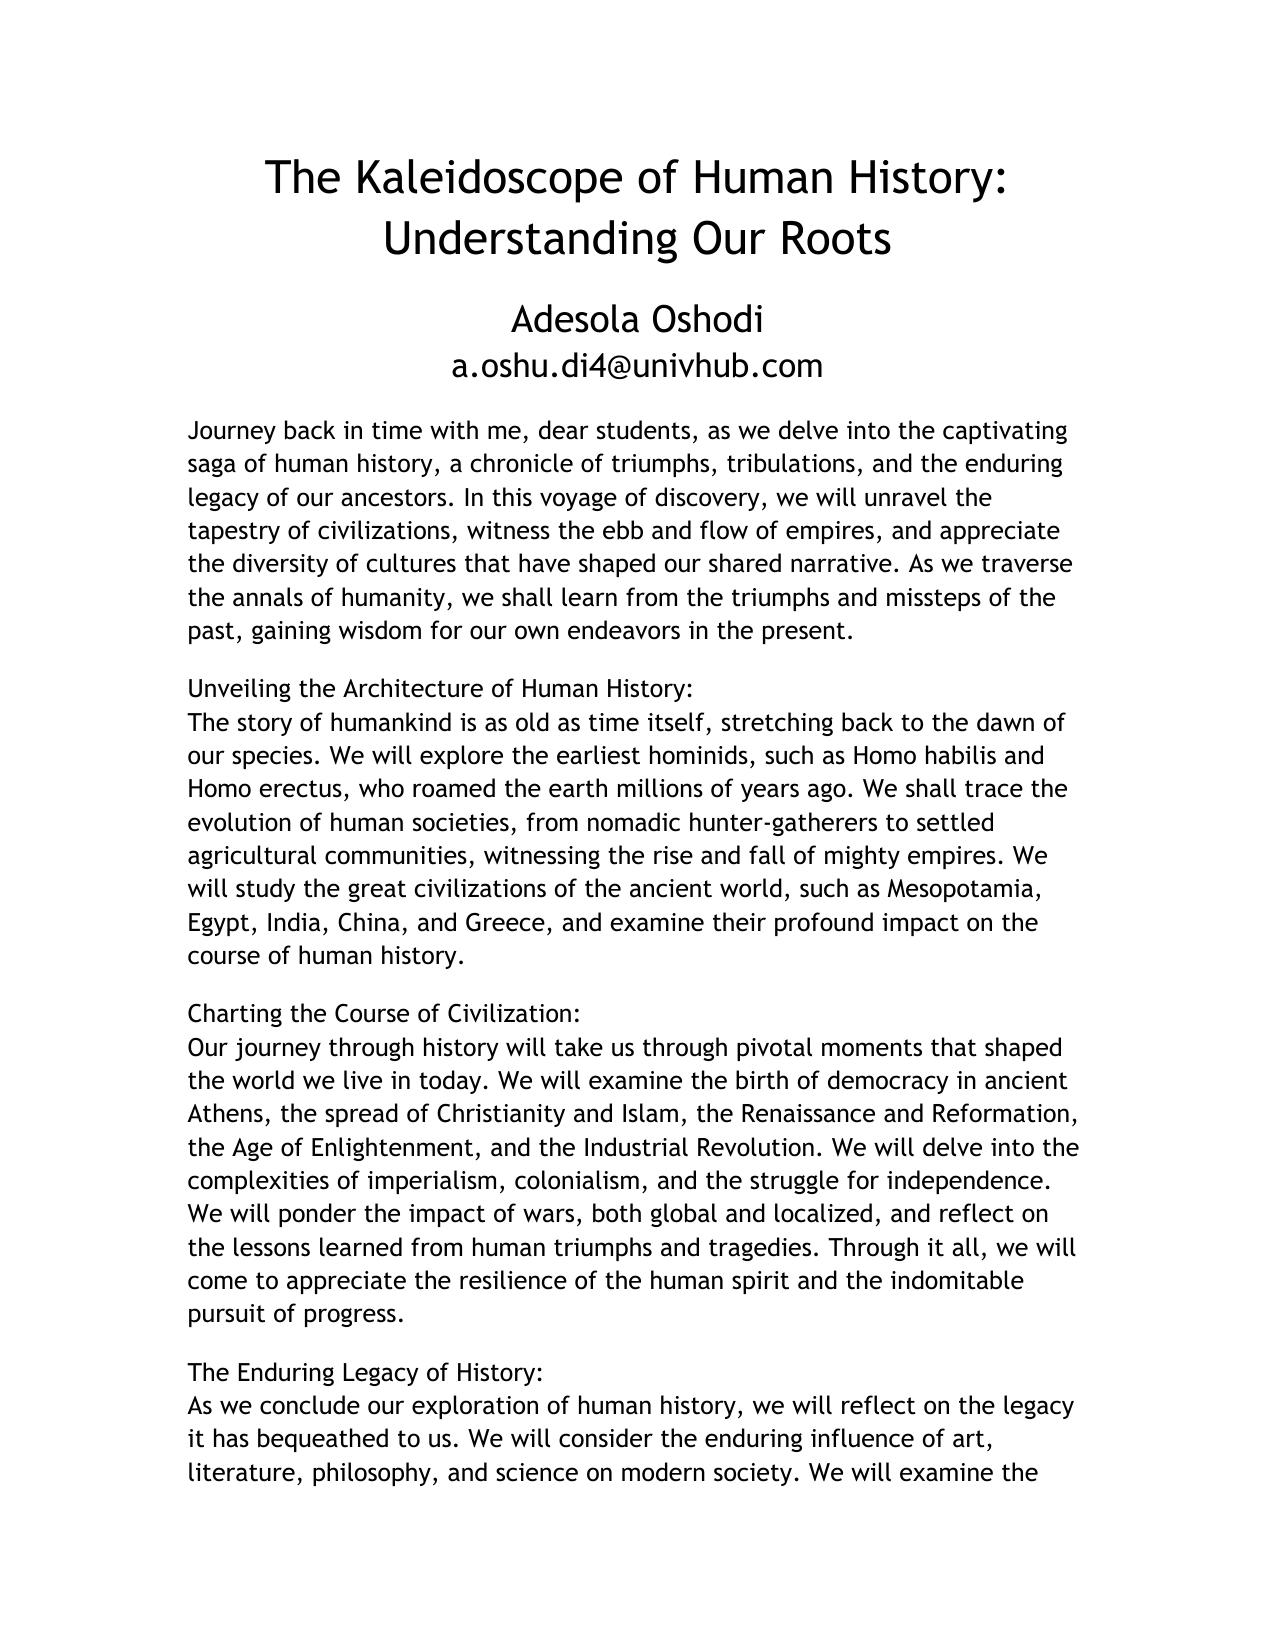 The Kaleidoscope of Human History:
Understanding Our Roots
Adesola Oshodi
a.oshu.di4@univhub.com
Journey back in time with me, dear students, as we delve into the captivating
saga of human history, a chronicle of triumphs, tribulations, and the enduring
legacy of our ancestors. In this voyage of discovery, we will unravel the
tapestry of civilizations, witness the ebb and flow of empires, and appreciate
the diversity of cultures that have shaped our shared narrative. As we traverse
the annals of humanity, we shall learn from the triumphs and missteps of the
past, gaining wisdom for our own endeavors in the present.
Unveiling the Architecture of Human History:
The story of humankind is as old as time itself, stretching back to the dawn of
our species. We will explore the earliest hominids, such as Homo habilis and
Homo erectus, who roamed the earth millions of years ago. We shall trace the
evolution of human societies, from nomadic hunter-gatherers to settled
agricultural communities, witnessing the rise and fall of mighty empires. We
will study the great civilizations of the ancient world, such as Mesopotamia,
Egypt, India, China, and Greece, and examine their profound impact on the
course of human history.
Charting the Course of Civilization:
Our journey through history will take us through pivotal moments that shaped
the world we live in today. We will examine the birth of democracy in ancient
Athens, the spread of Christianity and Islam, the Renaissance and Reformation,
the Age of Enlightenment, and the Industrial Revolution. We will delve into the
complexities of imperialism, colonialism, and the struggle for independence.
We will ponder the impact of wars, both global and localized, and reflect on
the lessons learned from human triumphs and tragedies. Through it all, we will
come to appreciate the resilience of the human spirit and the indomitable
pursuit of progress.
The Enduring Legacy of History:
As we conclude our exploration of human history, we will reflect on the legacy
it has bequeathed to us. We will consider the enduring influence of art,
literature, philosophy, and science on modern society. We will examine the